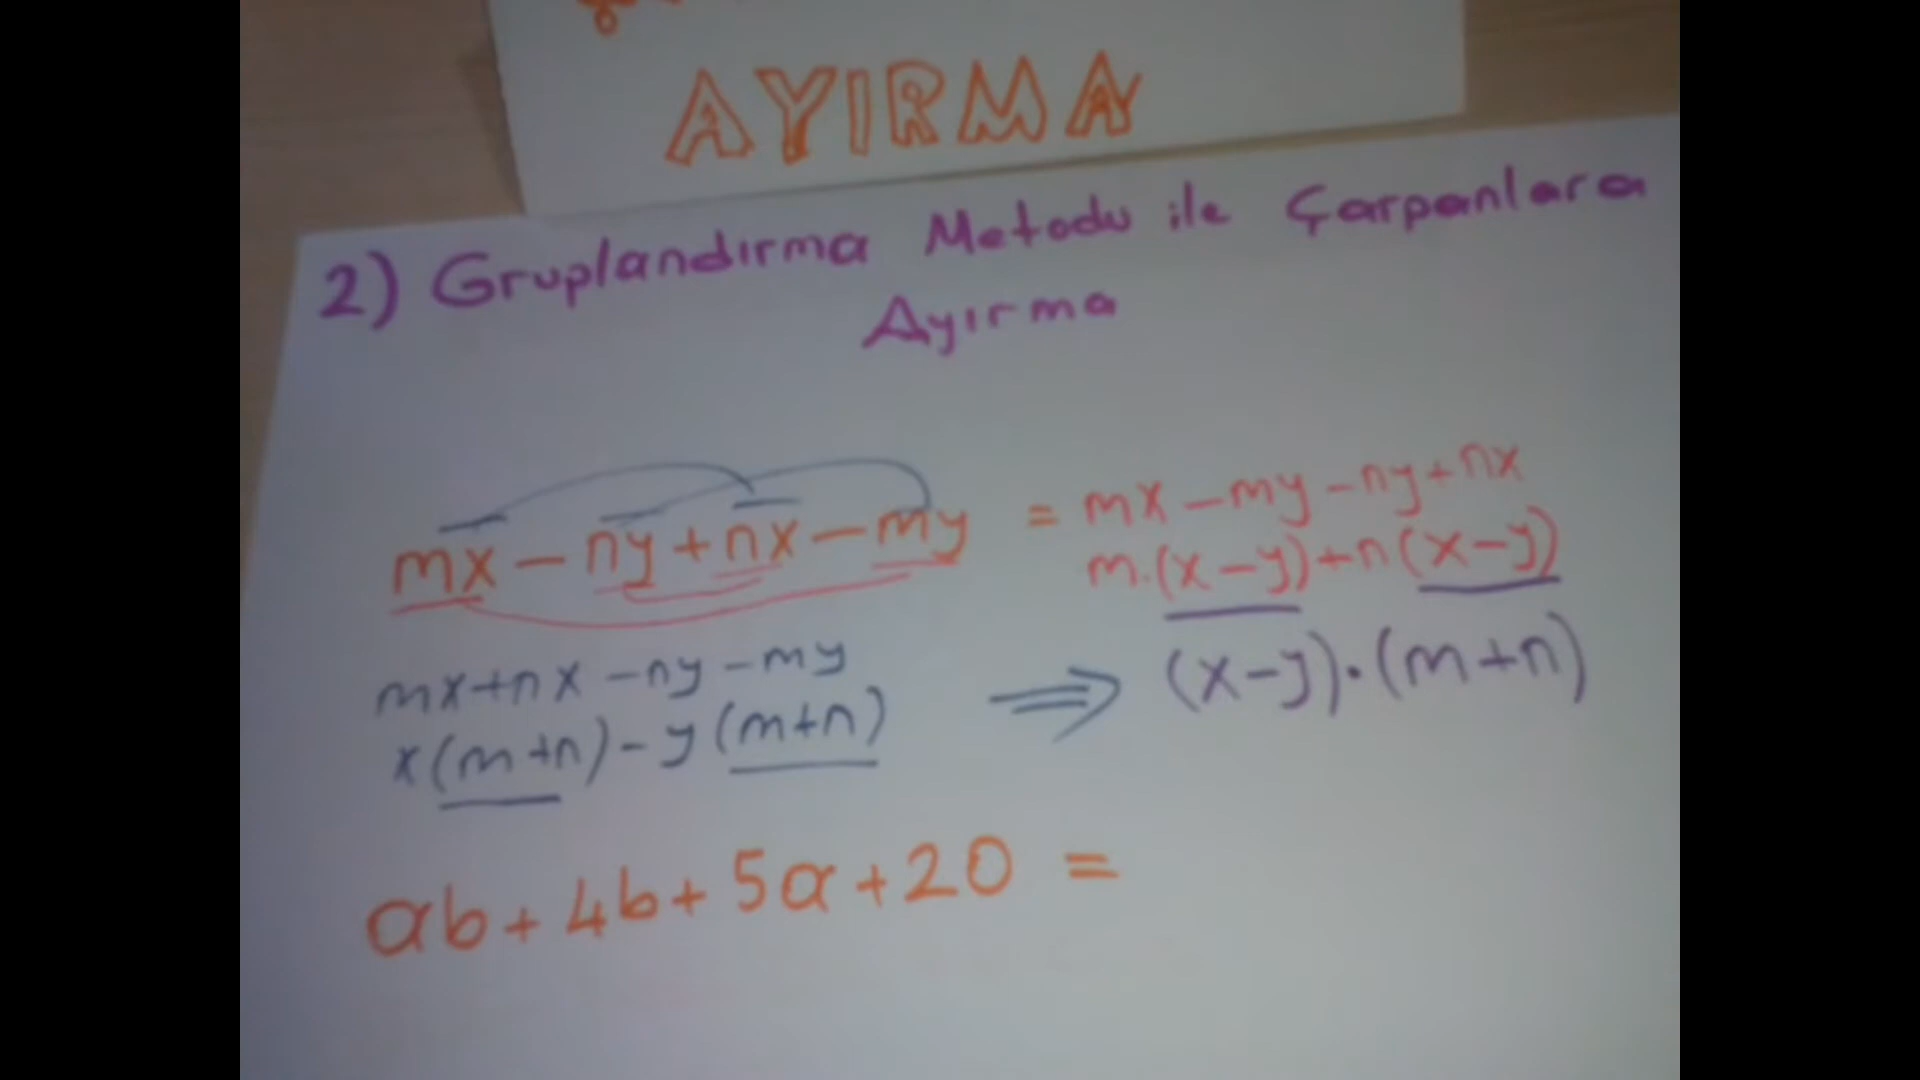 AYIRMA
2) Gruplandırma Metodu ile Çarpanlara
Ayırma
mx - ny + nx - my = mx - my - ny + nx
m.(x-y)+n(x-y)
mx+nx-ny-my
x(m+n)-y(m+n) ⇒ (x-y).(m+n)
ab+4b+5a+20 =